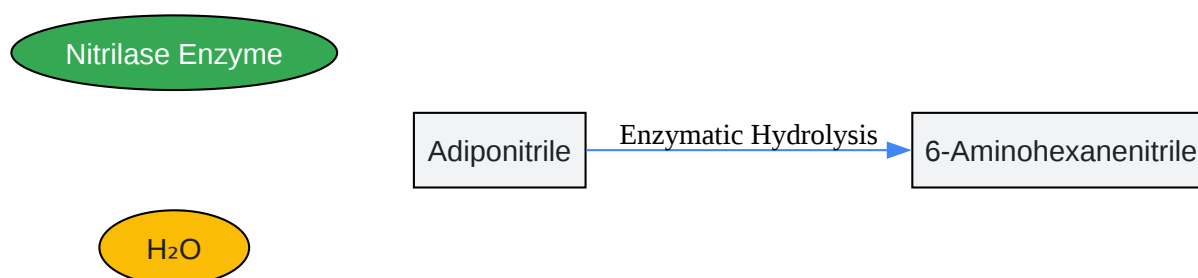 Nitrilase Enzyme
Enzymatic Hydrolysis
Adiponitrile
6-Aminohexanenitrile
H₂O